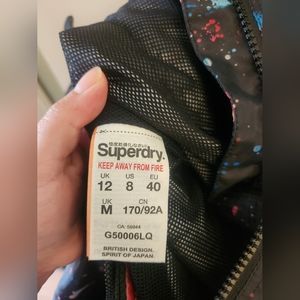 Superdry.
KEEP AWAY FROM FIRE
UK US EU
12 8 40
UK CN
M 170/92A
CA: 56044
G50006LQ
BRITISH DESIGN.
SPIRIT OF JAPAN.